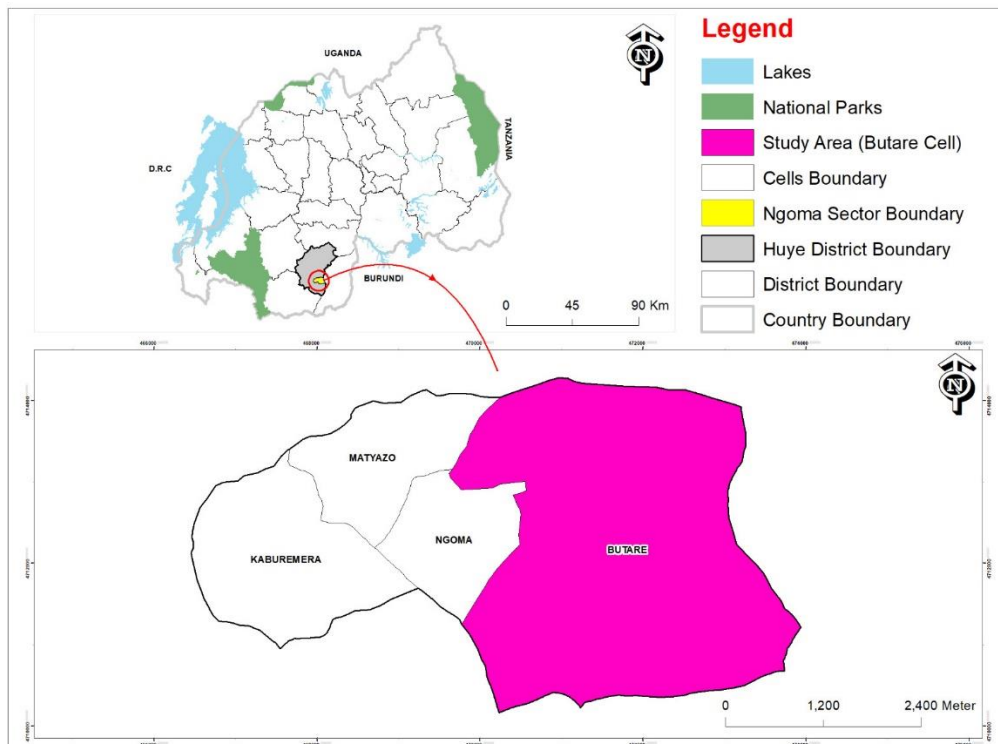 UGANDA
N
TANZANIA
D.R.C
BURUNDI
0 45 90 Km
Legend
Lakes
National Parks
Study Area (Butare Cell)
Cells Boundary
Ngoma Sector Boundary
Huye District Boundary
District Boundary
Country Boundary
N
MATYAZO
NGOMA
KABUREMERA
BUTARE
0 1,200 2,400 Meter